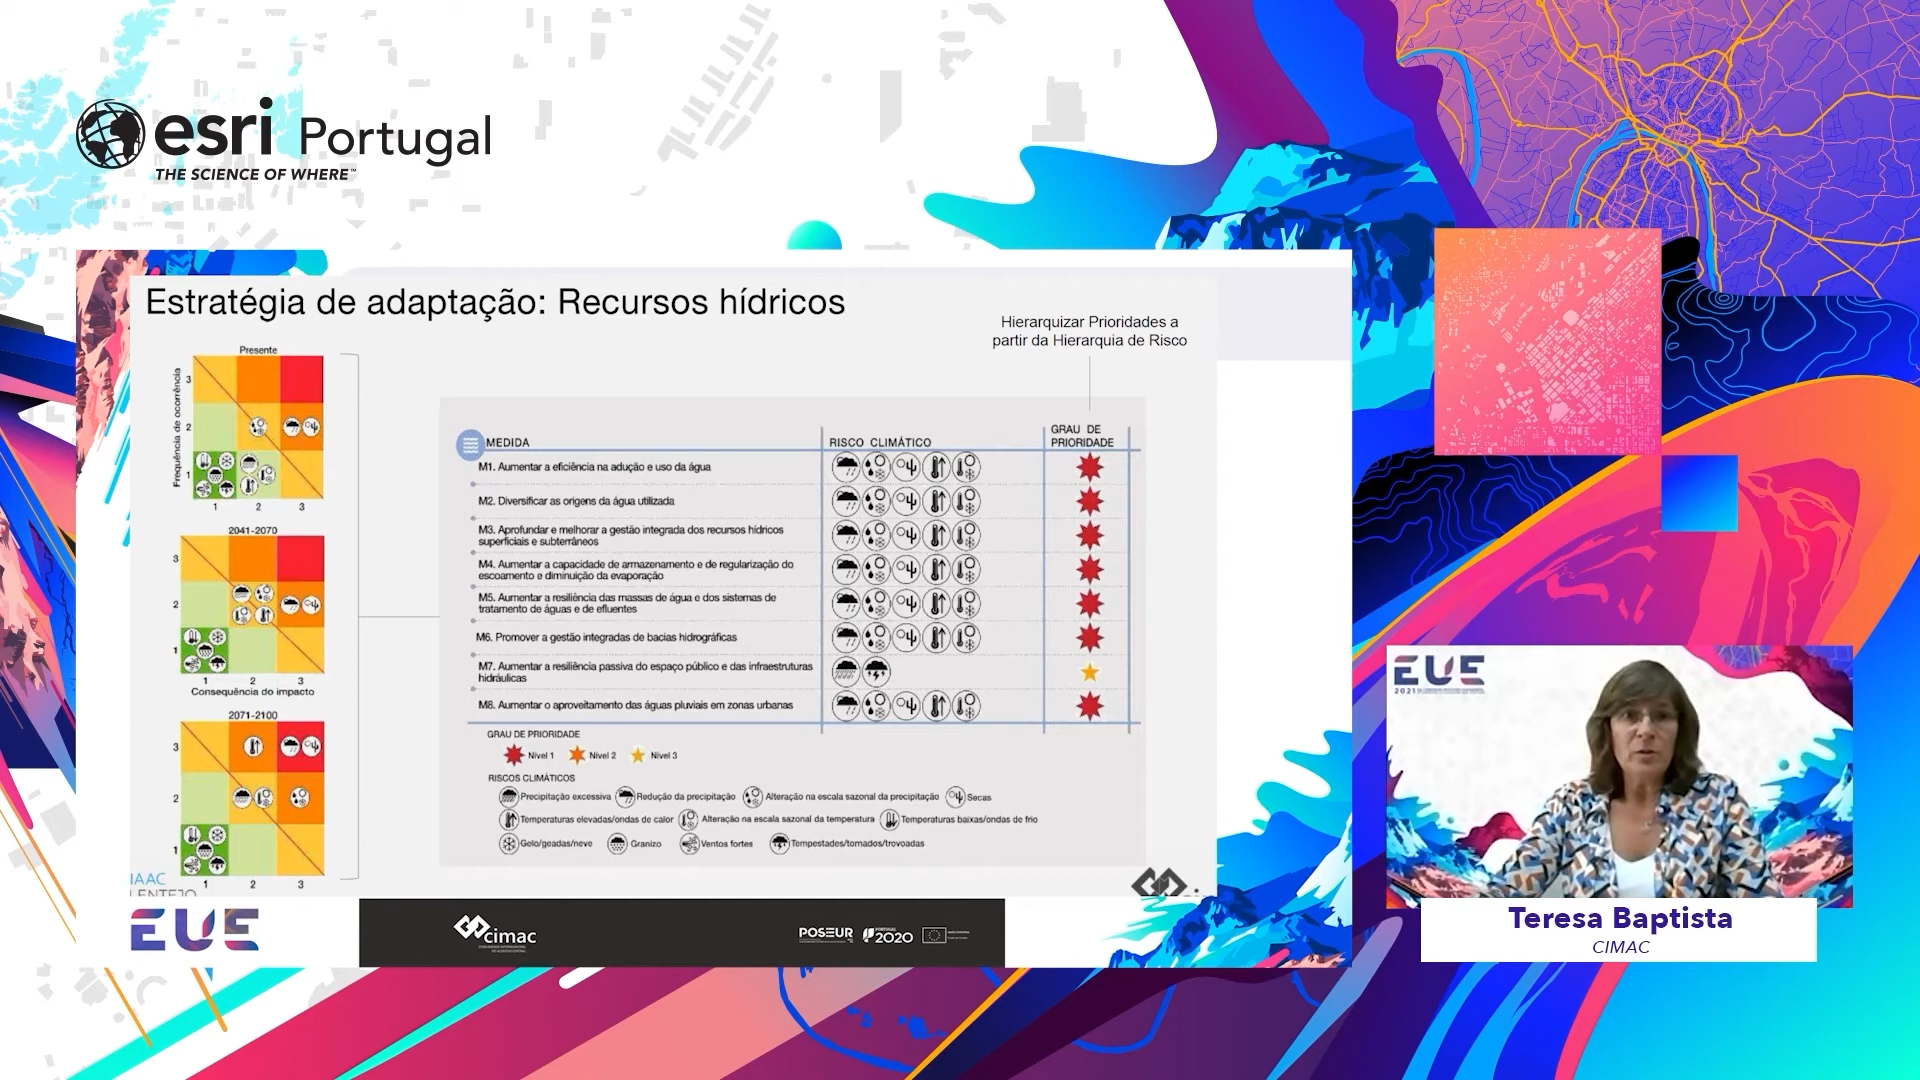 esri Portugal
THE SCIENCE OF WHERE™
Estratégia de adaptação: Recursos hídricos
Hierarquizar Prioridades a
partir da Hierarquia de Risco
Presente
Frequência de ocorrência
3
2
1
1 2 3
2041-2070
3
2
1
1 2 3
Consequência do impacto
2071-2100
3
2
1
1 2 3
MEDIDA RISCO CLIMÁTICO GRAU DE PRIORIDADE
M1. Aumentar a eficiência na adução e uso da água
M2. Diversificar as origens da água utilizada
M3. Aprofundar e melhorar a gestão integrada dos recursos hídricos
superficiais e subterrâneos
M4. Aumentar a capacidade de armazenamento e de regularização do
escoamento e diminuição da evaporação
M5. Aumentar a resiliência das massas de água e dos sistemas de
tratamento de águas e de efluentes
M6. Promover a gestão integradas de bacias hidrográficas
M7. Aumentar a resiliência passiva do espaço público e das infraestruturas
hidráulicas
M8. Aumentar o aproveitamento das águas pluviais em zonas urbanas
GRAU DE PRIORIDADE
Nível 1 Nível 2 Nível 3
RISCOS CLIMÁTICOS
Precipitação excessiva Redução da precipitação Alteração na escala sazonal da precipitação Secas
Temperaturas elevadas/ondas de calor Alteração na escala sazonal da temperatura Temperaturas baixas/ondas de frio
Gelo/geadas/neve Granizo Ventos fortes Tempestades/tornados/trovoadas
IAAC
LENTEJO
EUE
cimac
POSEUR PORTUGAL 2020
EUE
2021
Teresa Baptista
CIMAC